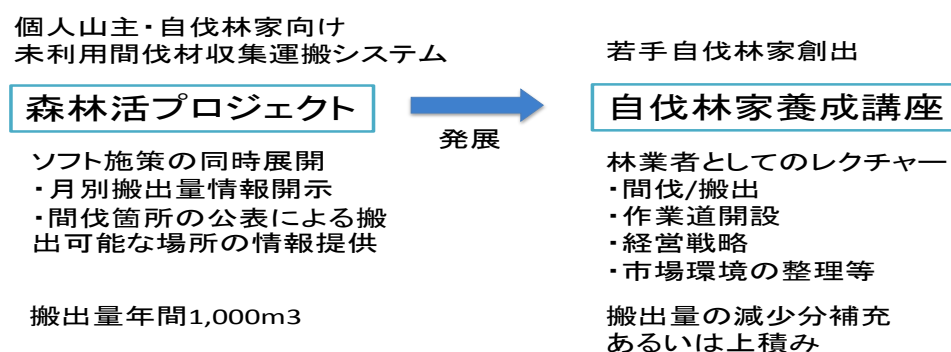 個人山主・自伐林家向け
未利用間伐材収集運搬システム
森林活プロジェクト
ソフト施策の同時展開
・月別搬出量情報開示
・間伐箇所の公表による搬
出可能な場所の情報提供
搬出量年間1,000m3
発展
若手自伐林家創出
自伐林家養成講座
林業者としてのレクチャー
・間伐/搬出
・作業道開設
・経営戦略
・市場環境の整理等
搬出量の減少分補充
あるいは上積み